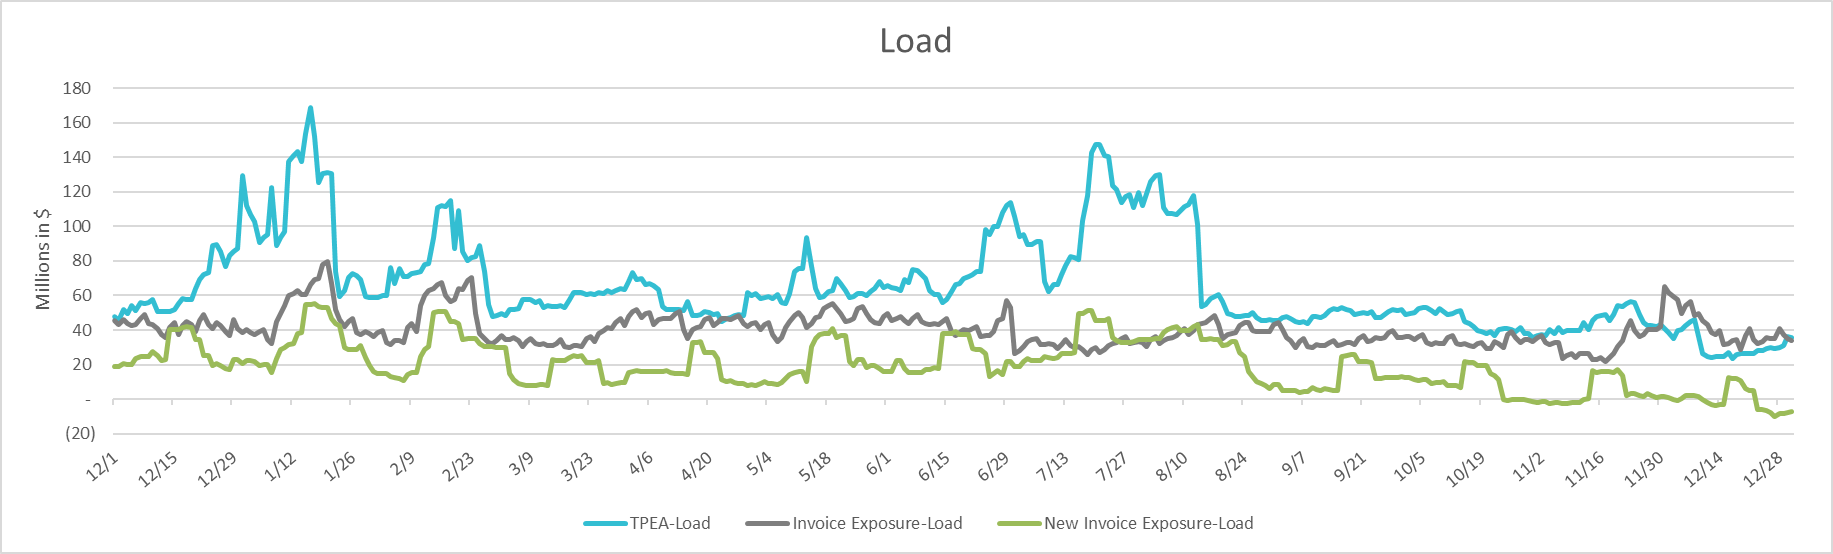 Load
Millions in $
180
160
140
120
100
80
60
40
20
-
(20)
12/1 12/15 12/29 1/12 1/26 2/9 2/23 3/9 3/23 4/6 4/20 5/4 5/18 6/1 6/15 6/29 7/13 7/27 8/10 8/24 9/7 9/21 10/5 10/19 11/2 11/16 11/30 12/14 12/28
TPEA-Load Invoice Exposure-Load New Invoice Exposure-Load